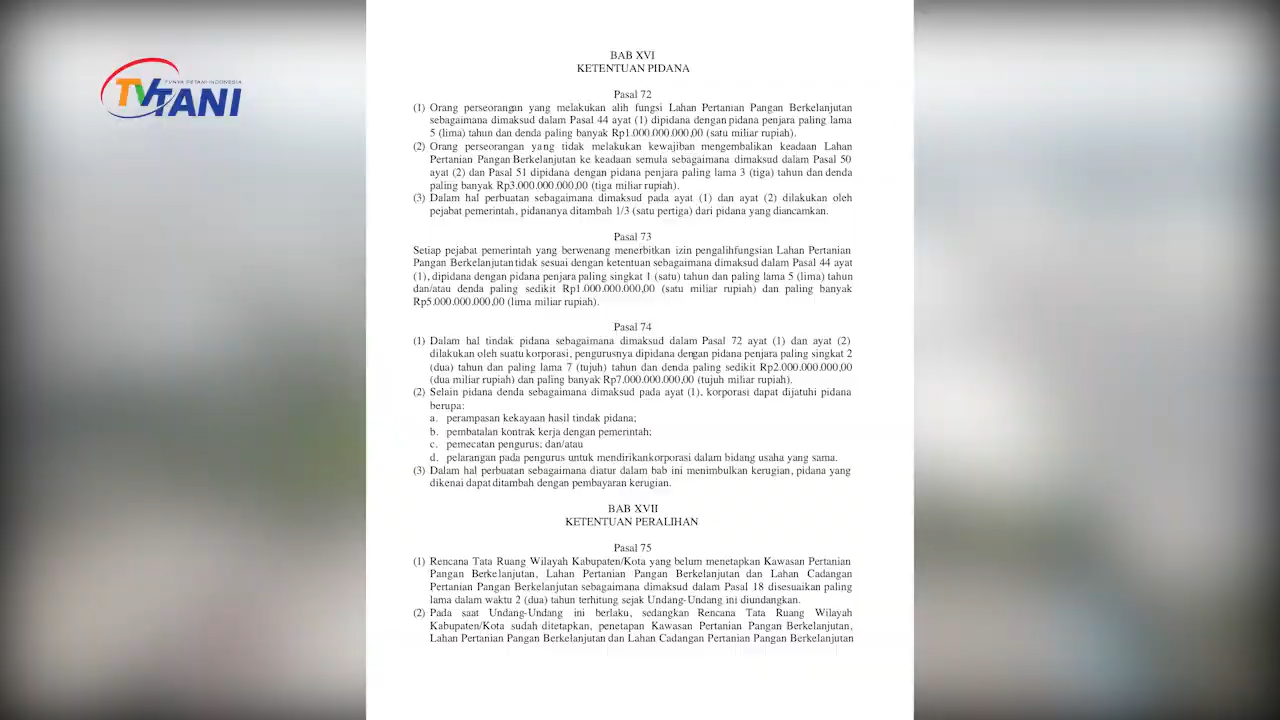 TVTANI
PUNYA PETANI INDONESIA
BAB XVI
KETENTUAN PIDANA
Pasal 72
(1) Orang perseorangan yang melakukan alih fungsi Lahan Pertanian Pangan Berkelanjutan
sebagaimana dimaksud dalam Pasal 44 ayat (1) dipidana dengan pidana penjara paling lama
5 (lima) tahun dan denda paling banyak Rp1.000.000.000,00 (satu miliar rupiah).
(2) Orang perseorangan yang tidak melakukan kewajiban mengembalikan keadaan Lahan
Pertanian Pangan Berkelanjutan ke keadaan semula sebagaimana dimaksud dalam Pasal 50
ayat (2) dan Pasal 51 dipidana dengan pidana penjara paling lama 3 (tiga) tahun dan denda
paling banyak Rp3.000.000.000,00 (tiga miliar rupiah).
(3) Dalam hal perbuatan sebagaimana dimaksud pada ayat (1) dan ayat (2) dilakukan oleh
pejabat pemerintah, pidananya ditambah 1/3 (satu pertiga) dari pidana yang diancamkan.
Pasal 73
Setiap pejabat pemerintah yang berwenang menerbitkan izin pengalihfungsian Lahan Pertanian
Pangan Berkelanjutan tidak sesuai dengan ketentuan sebagaimana dimaksud dalam Pasal 44 ayat
(1), dipidana dengan pidana penjara paling singkat 1 (satu) tahun dan paling lama 5 (lima) tahun
dan/atau denda paling sedikit Rp1.000.000.000,00 (satu miliar rupiah) dan paling banyak
Rp5.000.000.000,00 (lima miliar rupiah).
Pasal 74
(1) Dalam hal tindak pidana sebagaimana dimaksud dalam Pasal 72 ayat (1) dan ayat (2)
dilakukan oleh suatu korporasi, pengurusnya dipidana dengan pidana penjara paling singkat 2
(dua) tahun dan paling lama 7 (tujuh) tahun dan denda paling sedikit Rp2.000.000.000,00
(dua miliar rupiah) dan paling banyak Rp7.000.000.000,00 (tujuh miliar rupiah).
(2) Selain pidana denda sebagaimana dimaksud pada ayat (1), korporasi dapat dijatuhi pidana
berupa:
a. perampasan kekayaan hasil tindak pidana;
b. pembatalan kontrak kerja dengan pemerintah;
c. pemecatan pengurus; dan/atau
d. pelarangan pada pengurus untuk mendirikankorporasi dalam bidang usaha yang sama.
(3) Dalam hal perbuatan sebagaimana diatur dalam bab ini menimbulkan kerugian, pidana yang
dikenai dapat ditambah dengan pembayaran kerugian.
BAB XVII
KETENTUAN PERALIHAN
Pasal 75
(1) Rencana Tata Ruang Wilayah Kabupaten/Kota yang belum menetapkan Kawasan Pertanian
Pangan Berkelanjutan, Lahan Pertanian Pangan Berkelanjutan dan Lahan Cadangan
Pertanian Pangan Berkelanjutan sebagaimana dimaksud dalam Pasal 18 disesuaikan paling
lama dalam waktu 2 (dua) tahun terhitung sejak Undang-Undang ini diundangkan.
(2) Pada saat Undang-Undang ini berlaku, sedangkan Rencana Tata Ruang Wilayah
Kabupaten/Kota sudah ditetapkan, penetapan Kawasan Pertanian Pangan Berkelanjutan,
Lahan Pertanian Pangan Berkelanjutan dan Lahan Cadangan Pertanian Pangan Berkelanjutan